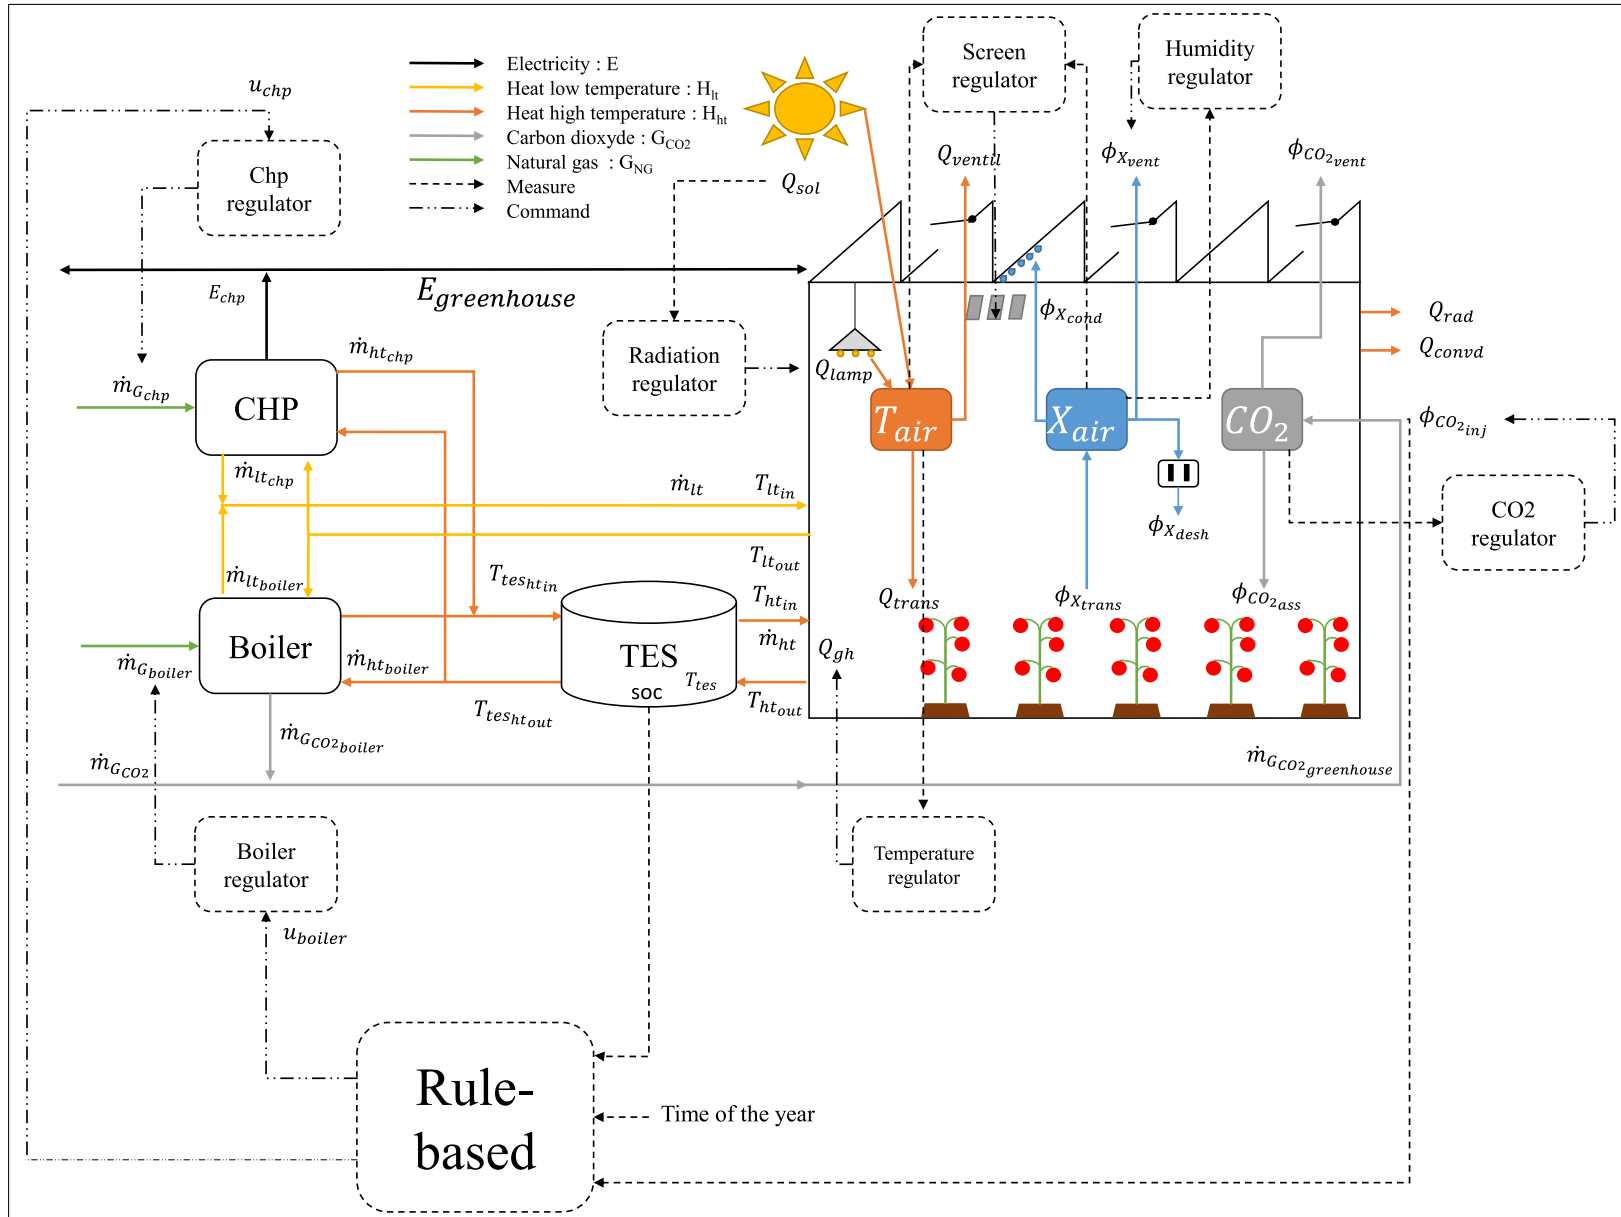 Electricity : E
Heat low temperature : H_lt
Heat high temperature : H_ht
Carbon dioxyde : G_CO2
Natural gas : G_NG
Measure
Command
u_chp
Chp
regulator
Screen
regulator
Humidity
regulator
Q_sol
Q_ventil
ϕ_X_vent
ϕ_CO2_vent
E_chp
E_greenhouse
ṁ_ht_chp
Radiation
regulator
ϕ_X_cond
Q_rad
Q_convd
Q_lamp
ṁ_G_chp
CHP
T_air
X_air
CO_2
ϕ_CO2_inj
ṁ_lt_chp
ṁ_lt
T_lt_in
CO2
regulator
ϕ_X_desh
T_lt_out
ṁ_lt_boiler
T_tes_ht_in
T_ht_in
Q_trans
ϕ_X_trans
ϕ_CO2_ass
Boiler
ṁ_ht
TES
Q_gh
ṁ_G_boiler
ṁ_ht_boiler
T_tes
soc
T_tes_ht_out
T_ht_out
ṁ_G_CO2_boiler
ṁ_G_CO2
ṁ_G_CO2_greenhouse
Boiler
regulator
Temperature
regulator
u_boiler
Rule-
based
Time of the year